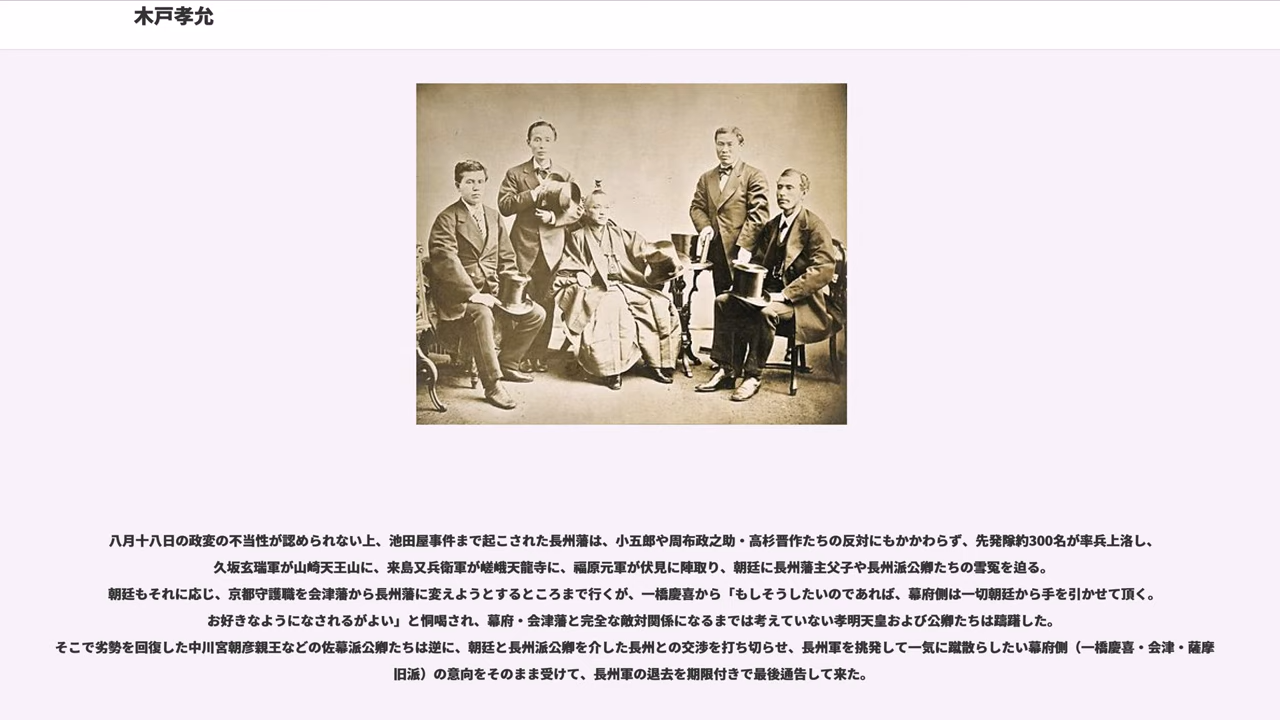 木戸孝允
八月十八日の政変の不当性が認められない上、池田屋事件まで起こされた長州藩は、小五郎や周布政之助・高杉晋作たちの反対にもかかわらず、先発隊約300名が率兵上洛し、
久坂玄瑞軍が山崎天王山に、来島又兵衛軍が嵯峨天龍寺に、福原元軍が伏見に陣取り、朝廷に長州藩主父子や長州派公卿たちの雪冤を迫る。
朝廷もそれに応じ、京都守護職を会津藩から長州藩に変えようとするところまで行くが、一橋慶喜から「もしそうしたいのであれば、幕府側は一切朝廷から手を引かせて頂く。
お好きなようになされるがよい」と恫喝され、幕府・会津藩と完全な敵対関係になるまでは考えていない孝明天皇および公卿たちは躊躇した。
そこで劣勢を回復した中川宮朝彦親王などの佐幕派公卿たちは逆に、朝廷と長州派公卿を介した長州との交渉を打ち切らせ、長州軍を挑発して一気に蹴散らしたい幕府側（一橋慶喜・会津・薩摩
旧派）の意向をそのまま受けて、長州軍の退去を期限付きで最後通告して来た。